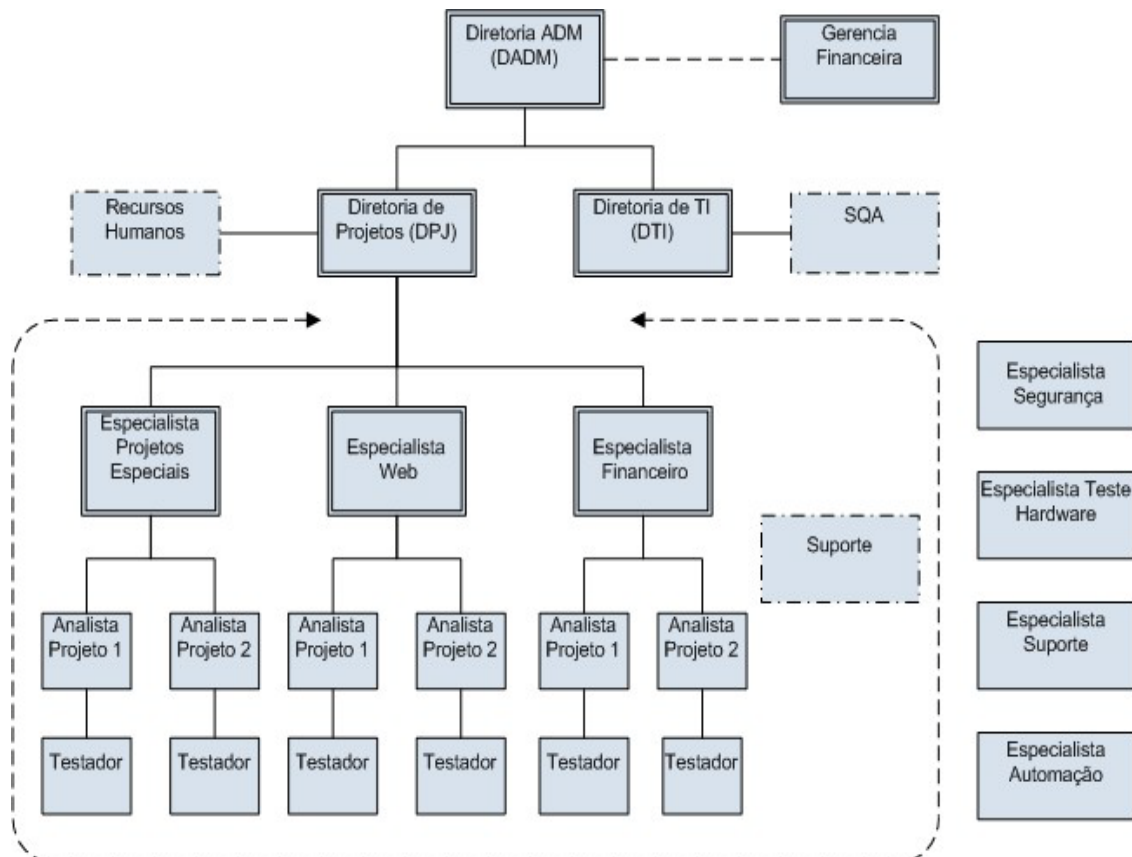 Diretoria ADM
(DADM)
Gerencia
Financeira
Recursos
Humanos
Diretoria de
Projetos (DPJ)
Diretoria de TI
(DTI)
SQA
Especialista
Projetos
Especiais
Especialista
Web
Especialista
Financeiro
Especialista
Segurança
Especialista Teste
Hardware
Suporte
Especialista
Suporte
Especialista
Automação
Analista
Projeto 1
Analista
Projeto 2
Analista
Projeto 1
Analista
Projeto 2
Analista
Projeto 1
Analista
Projeto 2
Testador
Testador
Testador
Testador
Testador
Testador